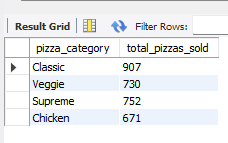 Result Grid Filter Rows:
pizza_category total_pizzas_sold
Classic 907
Veggie 730
Supreme 752
Chicken 671